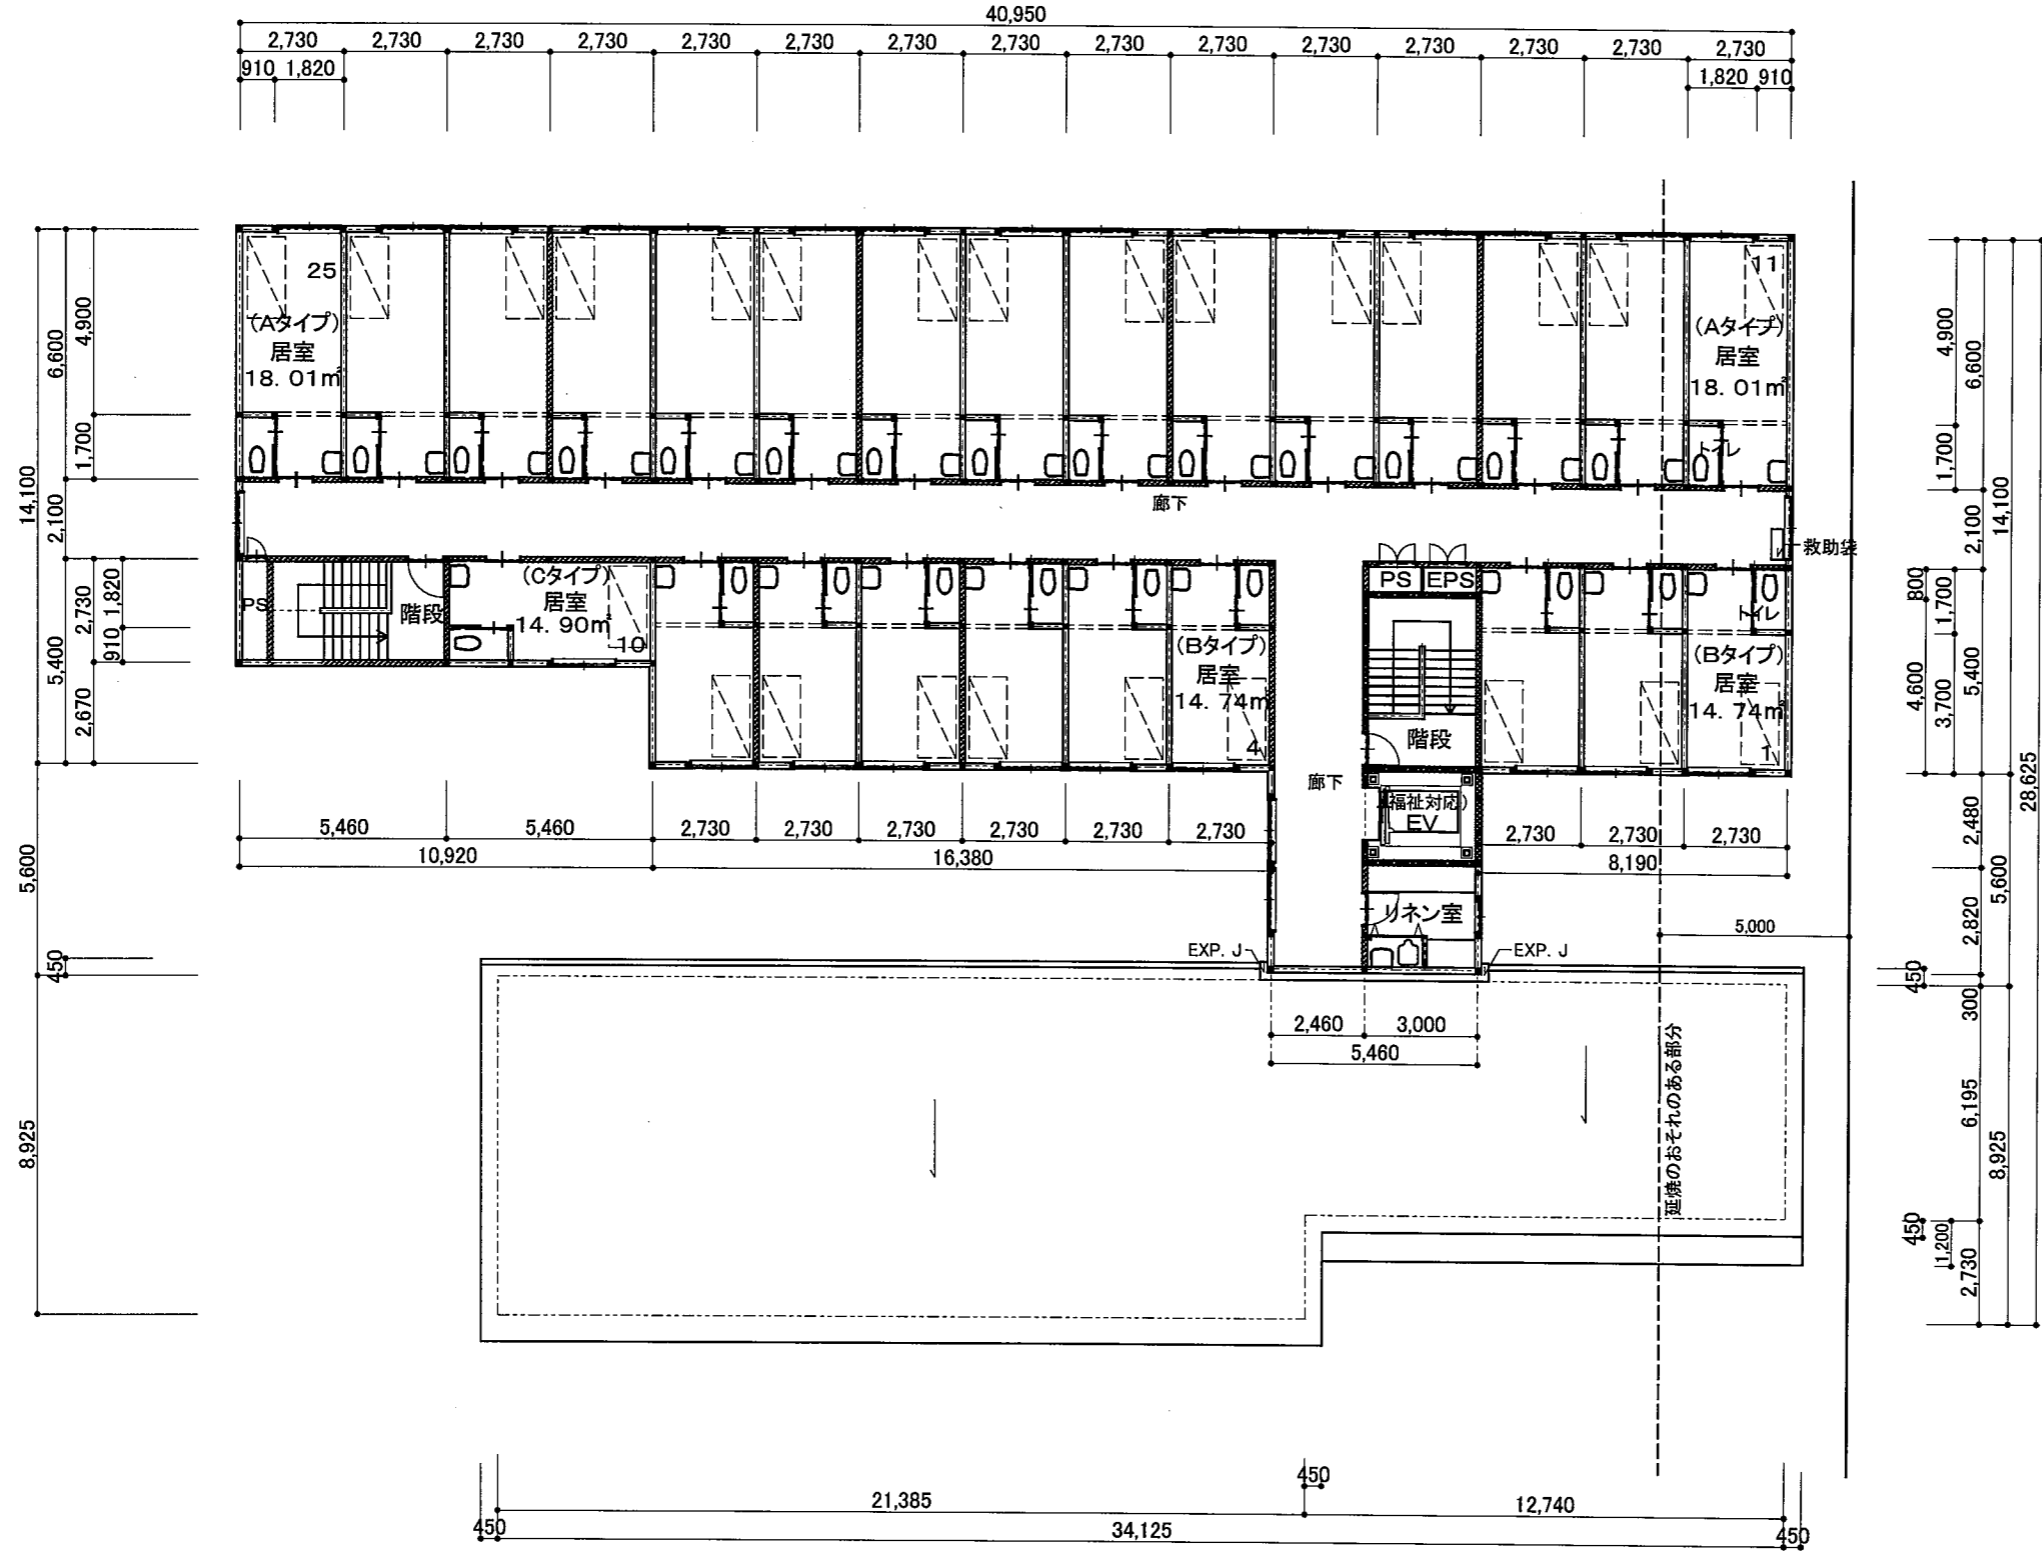 40,950
2,730 2,730 2,730 2,730 2,730 2,730 2,730 2,730 2,730 2,730 2,730 2,730 2,730 2,730 2,730
910 1,820
1,820 910
25
(Aタイプ)
居室
18.01㎡
11
(Aタイプ)
居室
18.01㎡
トイレ
廊下
救助袋
PS
階段
(Cタイプ)
居室
14.90㎡
10
(Bタイプ)
居室
14.74㎡
4
PS EPS
階段
廊下
(福祉対応)
EV
リネン室
トイレ
(Bタイプ)
居室
14.74㎡
1
EXP. J
EXP. J
5,460 5,460 2,730 2,730 2,730 2,730 2,730 2,730
10,920 16,380
2,730 2,730 2,730
8,190
5,000
2,460 3,000
5,460
延焼のおそれのある部分
14,100
5,600
8,925
6,600
2,100
5,400
450
4,900
1,700
2,730
2,670
1,820
910
4,900
1,700
800
4,600
1,700
3,700
6,600
2,100
5,400
2,480
2,820
450
300
6,195
450
1,200
2,730
14,100
5,600
8,925
28,625
450
21,385 12,740
450 34,125 450